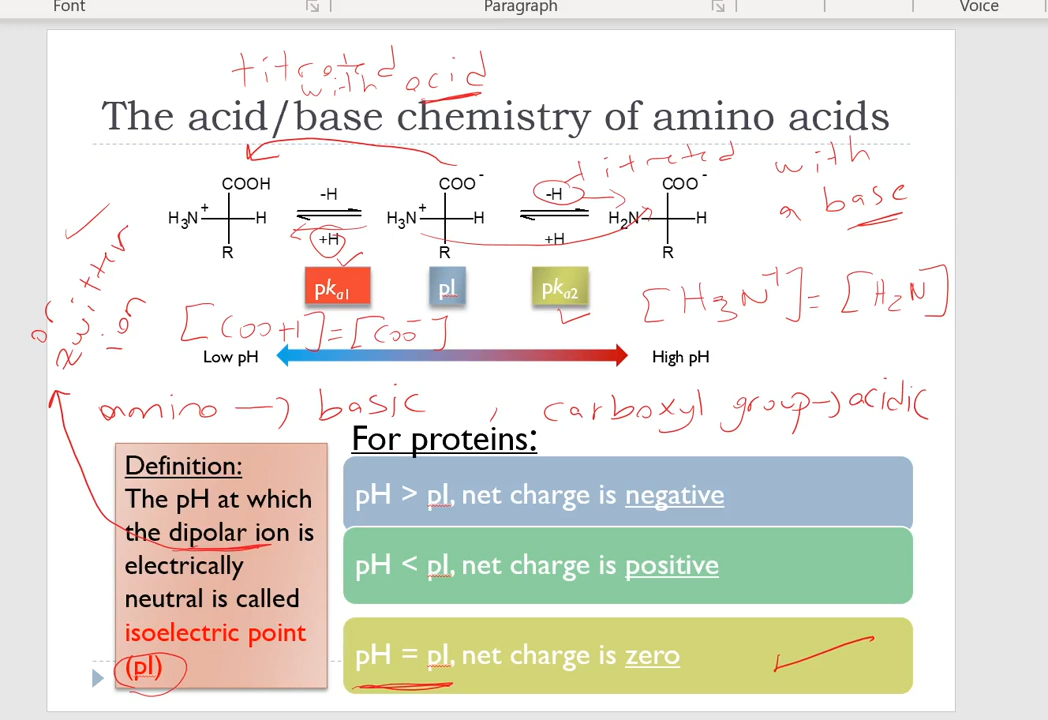 Font
Paragraph
Voice
titrated
with acid
The acid/base chemistry of amino acids
titrated with
a base
COOH
COO-
COO-
-H
-H
H3N+
H
H3N+
H
H2N
H
+H
+H
R
R
R
pka1
pI
pka2
[H3N+]=[H2N]
or
zwitter
ion
[COO+1]=[COO-]
Low pH
High pH
amino → basic , carboxyl group → acidic
For proteins:
Definition:
The pH at which
the dipolar ion is
electrically
neutral is called
isoelectric point
(pI)
pH > pI, net charge is negative
pH < pI, net charge is positive
pH = pI, net charge is zero